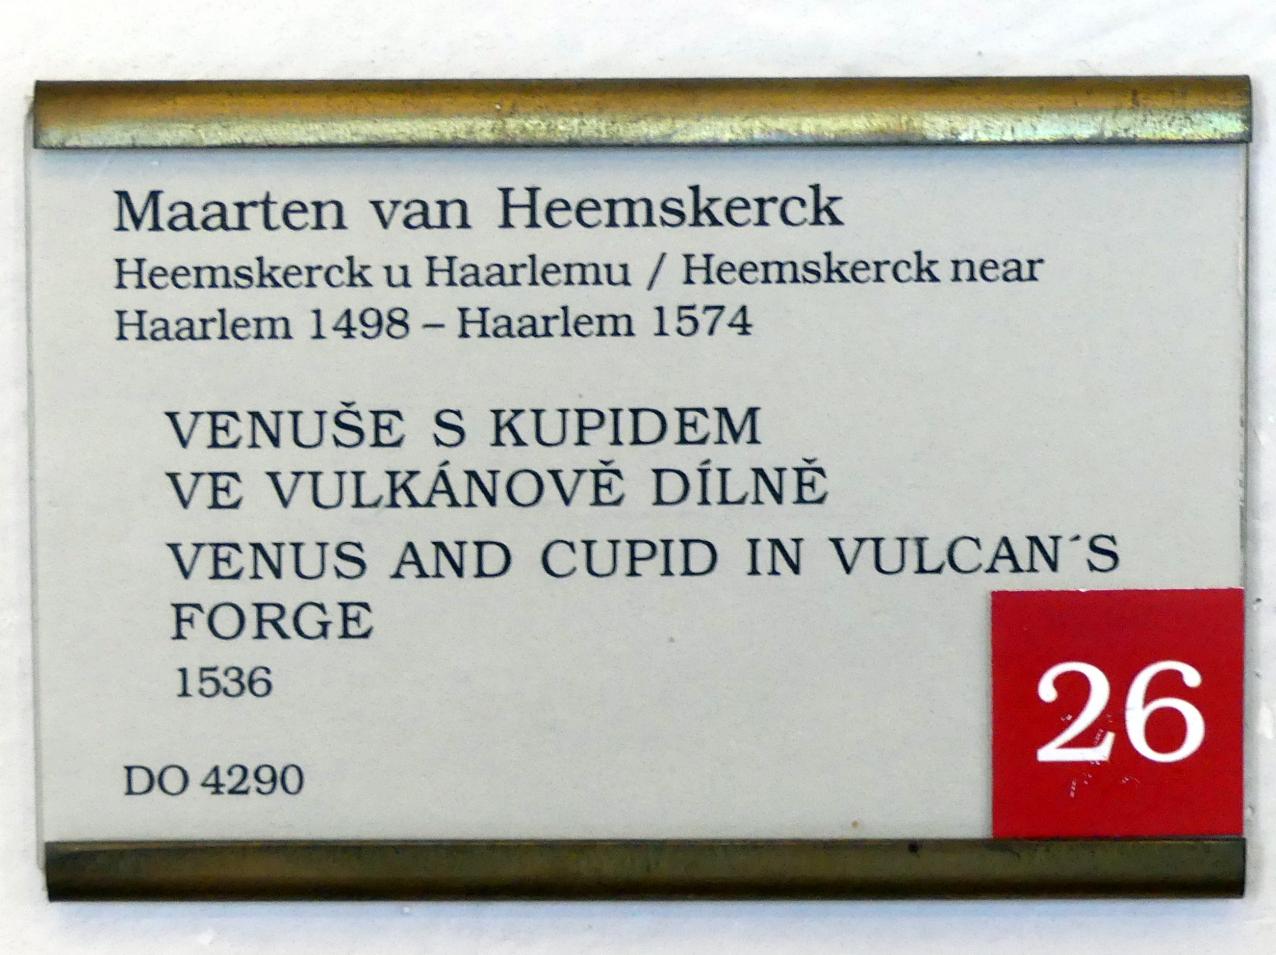 Maarten van Heemskerck
Heemskerck u Haarlemu / Heemskerck near
Haarlem 1498 – Haarlem 1574
VENUŠE S KUPIDEM
VE VULKÁNOVĚ DÍLNĚ
VENUS AND CUPID IN VULCAN´S
FORGE
1536
DO 4290
26